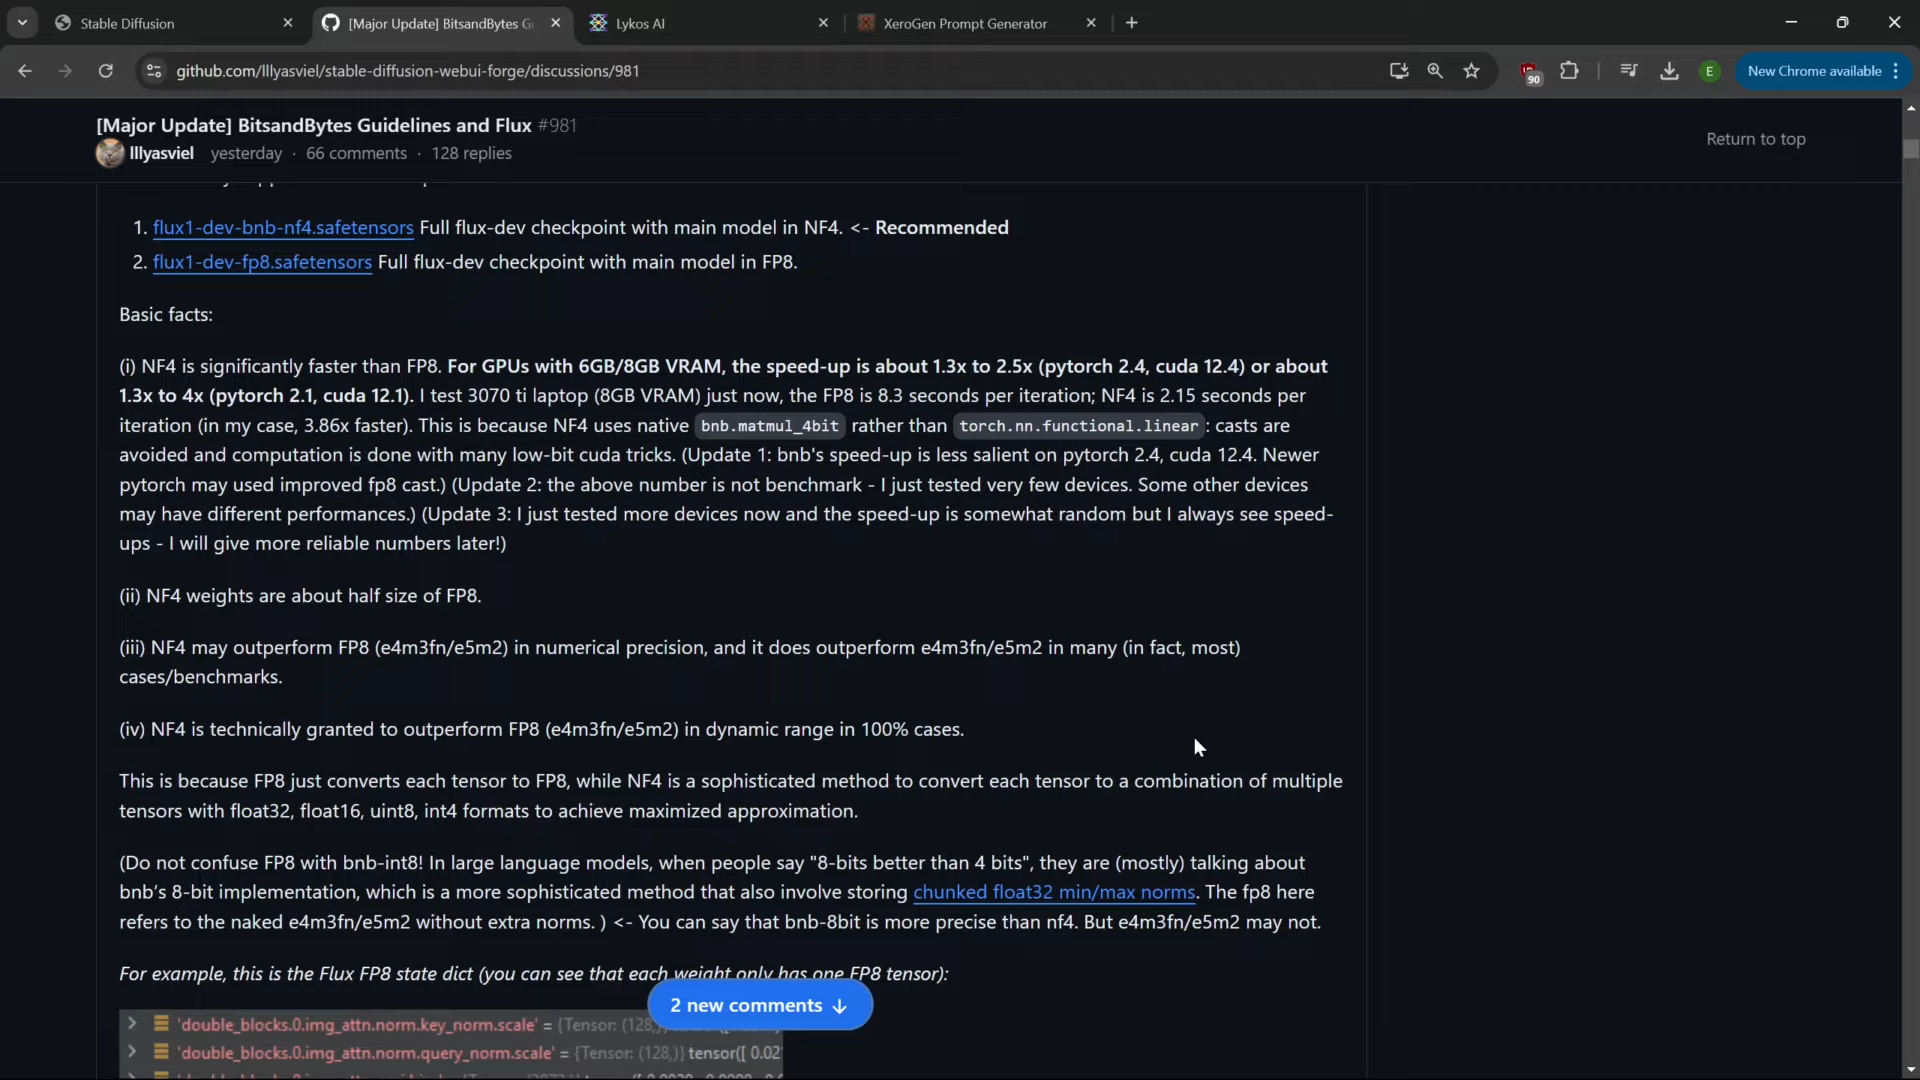 Stable Diffusion
[Major Update] BitsandBytes G
Lykos AI
XeroGen Prompt Generator
github.com/lllyasviel/stable-diffusion-webui-forge/discussions/981
90
E
New Chrome available
[Major Update] BitsandBytes Guidelines and Flux #981
lllyasviel yesterday · 66 comments · 128 replies
Return to top
1. flux1-dev-bnb-nf4.safetensors Full flux-dev checkpoint with main model in NF4. <- Recommended
2. flux1-dev-fp8.safetensors Full flux-dev checkpoint with main model in FP8.
Basic facts:
(i) NF4 is significantly faster than FP8. For GPUs with 6GB/8GB VRAM, the speed-up is about 1.3x to 2.5x (pytorch 2.4, cuda 12.4) or about
1.3x to 4x (pytorch 2.1, cuda 12.1). I test 3070 ti laptop (8GB VRAM) just now, the FP8 is 8.3 seconds per iteration; NF4 is 2.15 seconds per
iteration (in my case, 3.86x faster). This is because NF4 uses native bnb.matmul_4bit rather than torch.nn.functional.linear: casts are
avoided and computation is done with many low-bit cuda tricks. (Update 1: bnb's speed-up is less salient on pytorch 2.4, cuda 12.4. Newer
pytorch may used improved fp8 cast.) (Update 2: the above number is not benchmark - I just tested very few devices. Some other devices
may have different performances.) (Update 3: I just tested more devices now and the speed-up is somewhat random but I always see speed-
ups - I will give more reliable numbers later!)
(ii) NF4 weights are about half size of FP8.
(iii) NF4 may outperform FP8 (e4m3fn/e5m2) in numerical precision, and it does outperform e4m3fn/e5m2 in many (in fact, most)
cases/benchmarks.
(iv) NF4 is technically granted to outperform FP8 (e4m3fn/e5m2) in dynamic range in 100% cases.
This is because FP8 just converts each tensor to FP8, while NF4 is a sophisticated method to convert each tensor to a combination of multiple
tensors with float32, float16, uint8, int4 formats to achieve maximized approximation.
(Do not confuse FP8 with bnb-int8! In large language models, when people say "8-bits better than 4 bits", they are (mostly) talking about
bnb's 8-bit implementation, which is a more sophisticated method that also involve storing chunked float32 min/max norms. The fp8 here
refers to the naked e4m3fn/e5m2 without extra norms. ) <- You can say that bnb-8bit is more precise than nf4. But e4m3fn/e5m2 may not.
For example, this is the Flux FP8 state dict (you can see that each weight only has one FP8 tensor):
2 new comments ↓
'double_blocks.0.img_attn.norm.key_norm.scale' = {Tensor: (128,)
'double_blocks.0.img_attn.norm.query_norm.scale' = {Tensor: (128,)} tensor([ 0.02